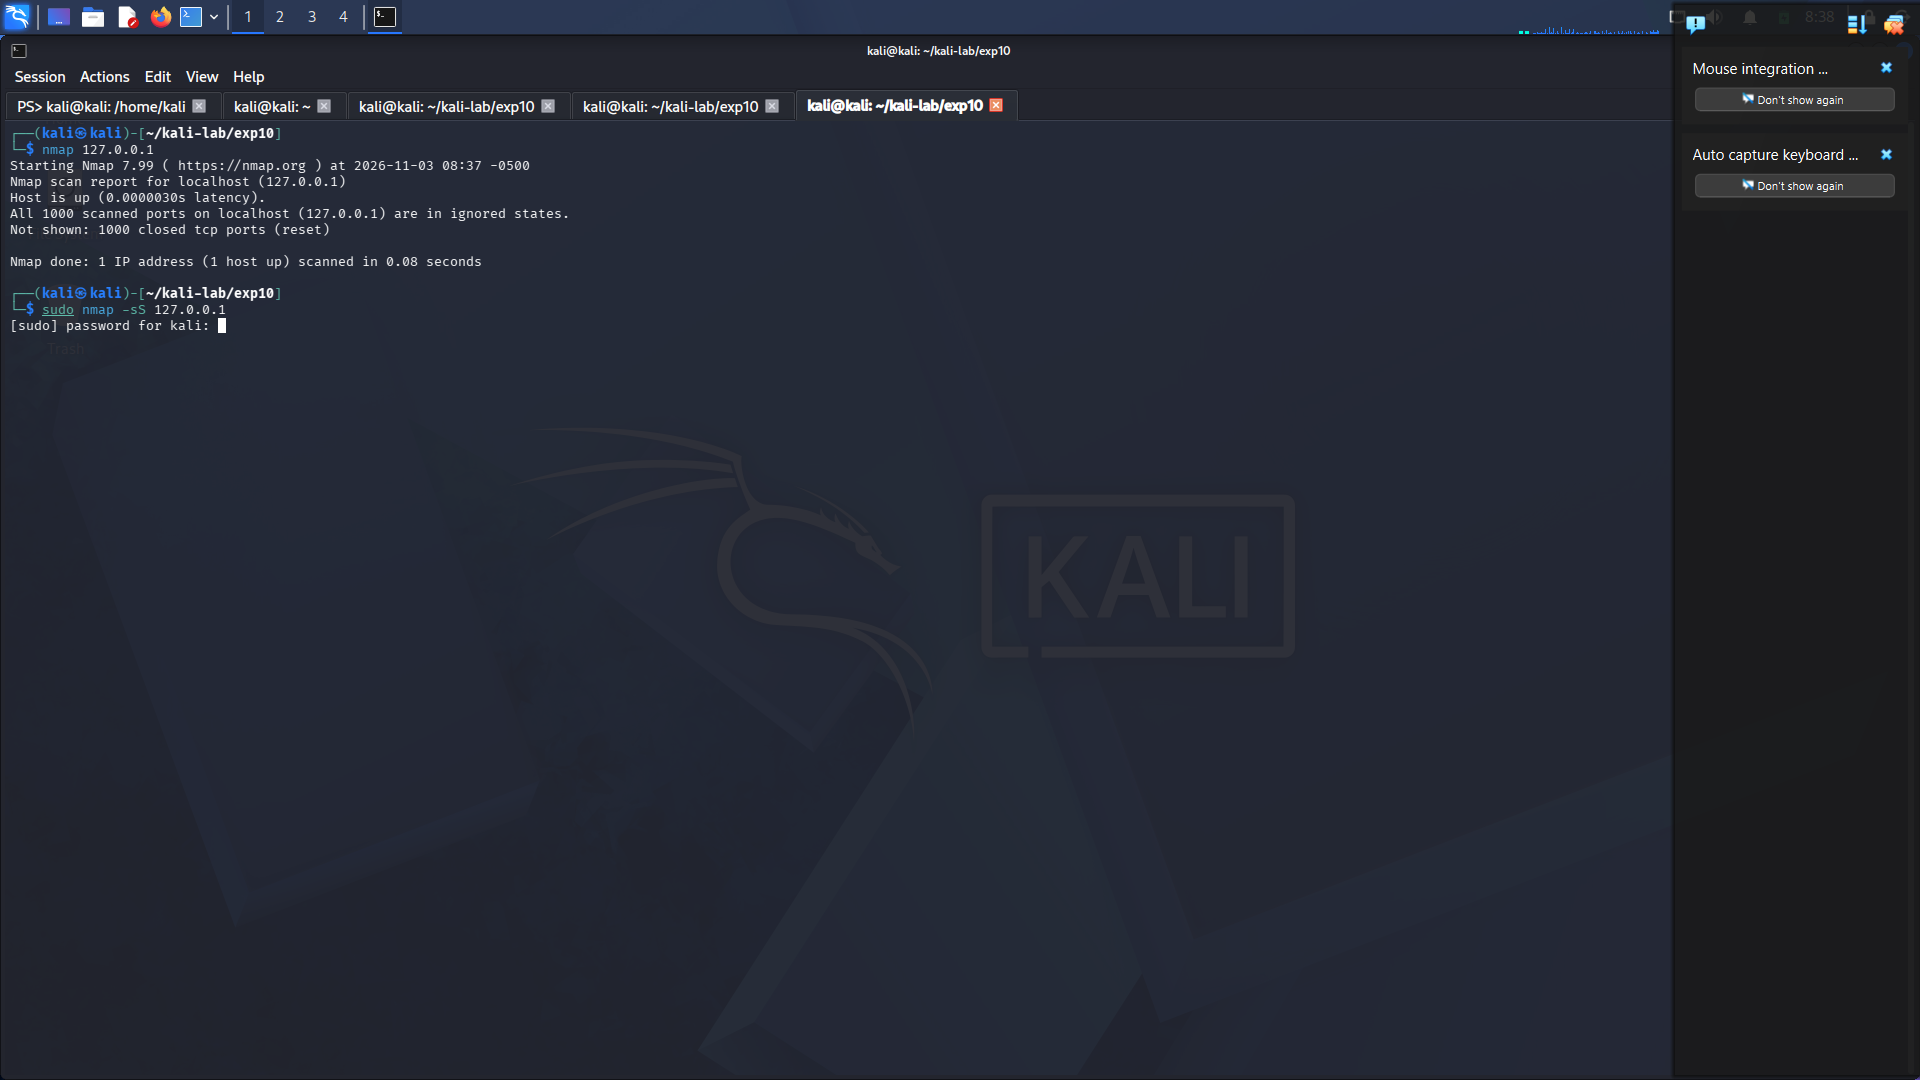 1 2 3 4
8:38
kali@kali: ~/kali-lab/exp10
Session Actions Edit View Help
PS> kali@kali: /home/kali kali@kali: ~ kali@kali: ~/kali-lab/exp10 kali@kali: ~/kali-lab/exp10 kali@kali: ~/kali-lab/exp10
┌──(kali㉿kali)-[~/kali-lab/exp10]
└─$ nmap 127.0.0.1
Starting Nmap 7.99 ( https://nmap.org ) at 2026-11-03 08:37 -0500
Nmap scan report for localhost (127.0.0.1)
Host is up (0.0000030s latency).
All 1000 scanned ports on localhost (127.0.0.1) are in ignored states.
Not shown: 1000 closed tcp ports (reset)
Nmap done: 1 IP address (1 host up) scanned in 0.08 seconds
┌──(kali㉿kali)-[~/kali-lab/exp10]
└─$ sudo nmap -sS 127.0.0.1
[sudo] password for kali:
Trash
KALI
Mouse integration ...
Don't show again
Auto capture keyboard ...
Don't show again